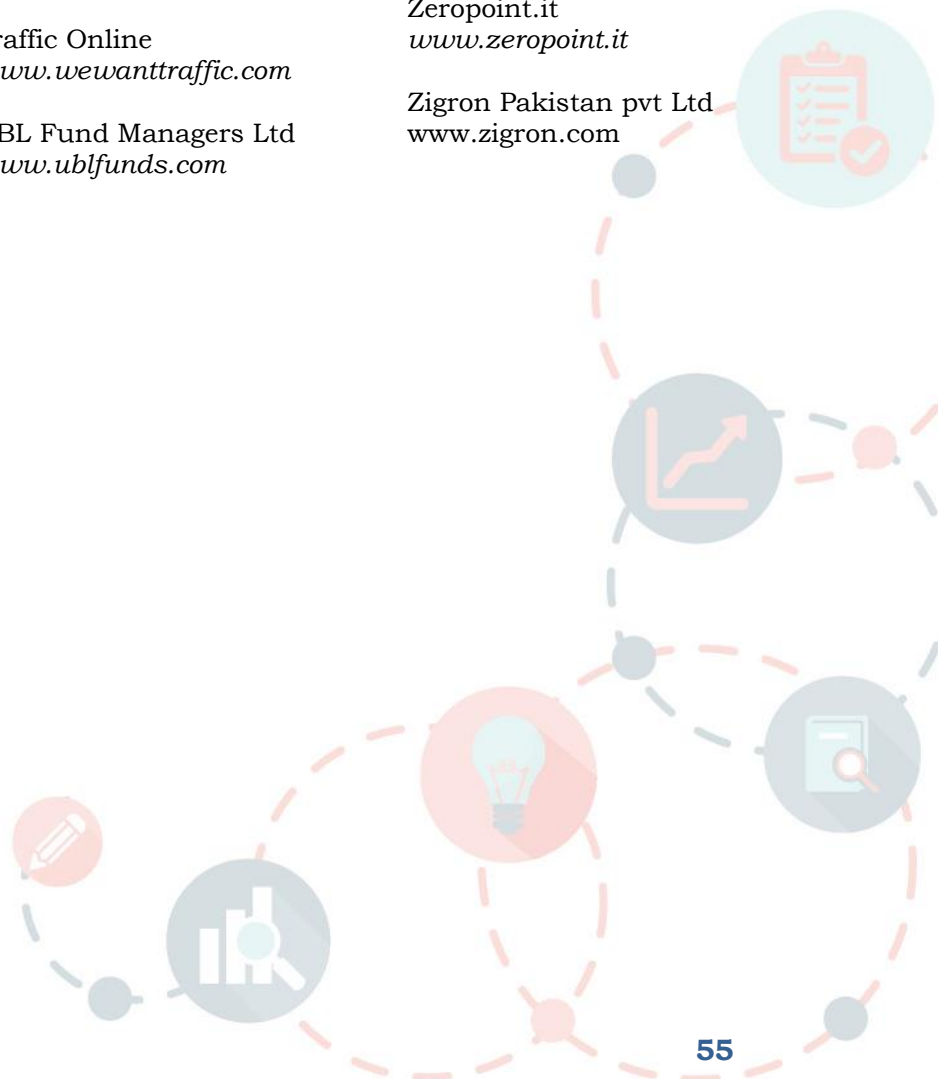 raffic Online
ww.wewanttraffic.com
BL Fund Managers Ltd
ww.ublfunds.com
Zeropoint.it
www.zeropoint.it
Zigron Pakistan pvt Ltd
www.zigron.com
55